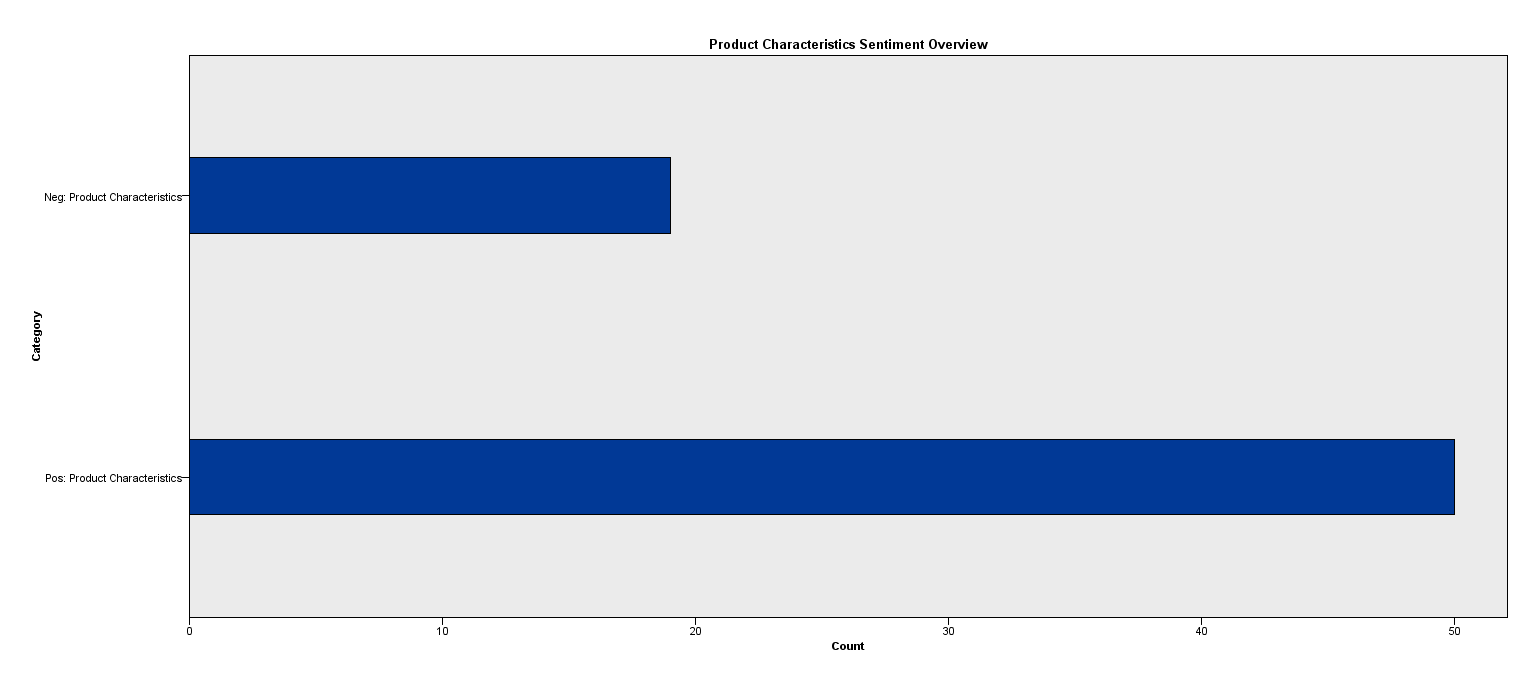 Product Characteristics Sentiment Overview
Neg: Product Characteristics
Category
Pos: Product Characteristics
0 10 20 30 40 50
Count